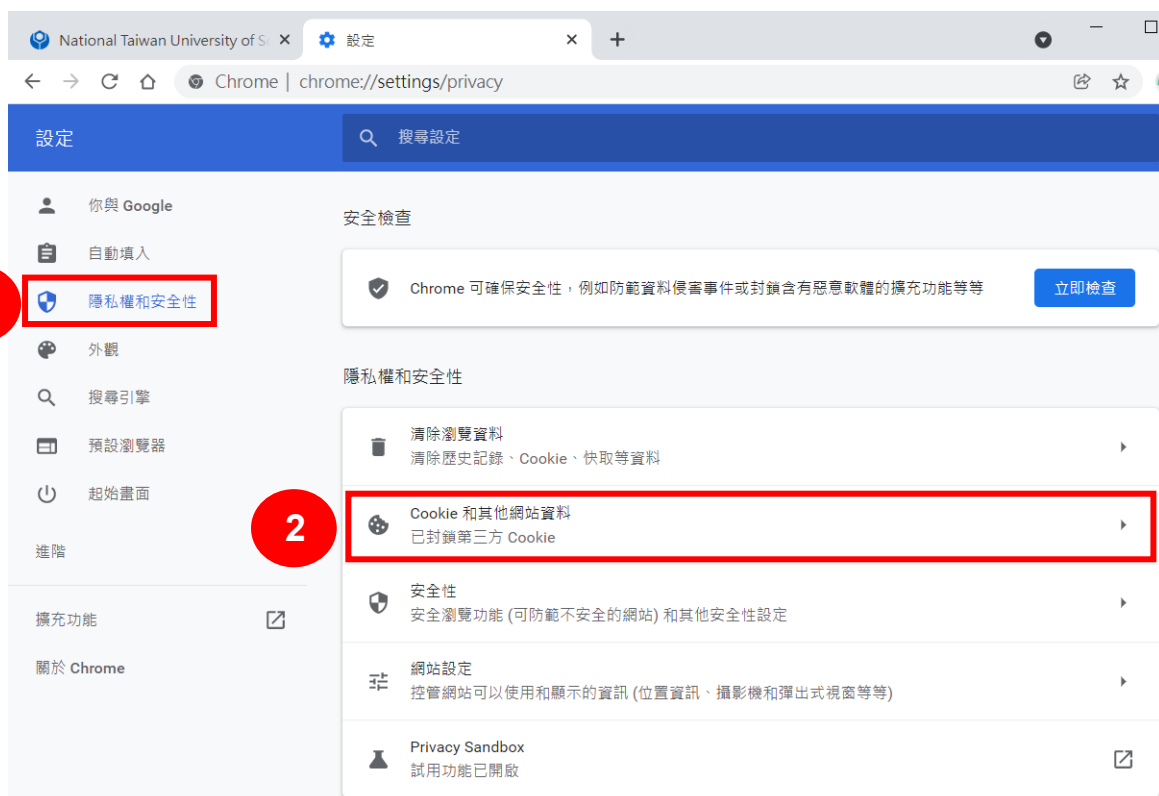 National Taiwan University of S
設定
Chrome | chrome://settings/privacy
設定
搜尋設定
你與 Google
自動填入
隱私權和安全性
外觀
搜尋引擎
預設瀏覽器
起始畫面
進階
擴充功能
關於 Chrome
安全檢查
Chrome 可確保安全性，例如防範資料侵害事件或封鎖含有惡意軟體的擴充功能等等
立即檢查
隱私權和安全性
清除瀏覽資料
清除歷史記錄、Cookie、快取等資料
2
Cookie 和其他網站資料
已封鎖第三方 Cookie
安全性
安全瀏覽功能 (可防範不安全的網站) 和其他安全性設定
網站設定
控管網站可以使用和顯示的資訊 (位置資訊、攝影機和彈出式視窗等等)
Privacy Sandbox
試用功能已開啟